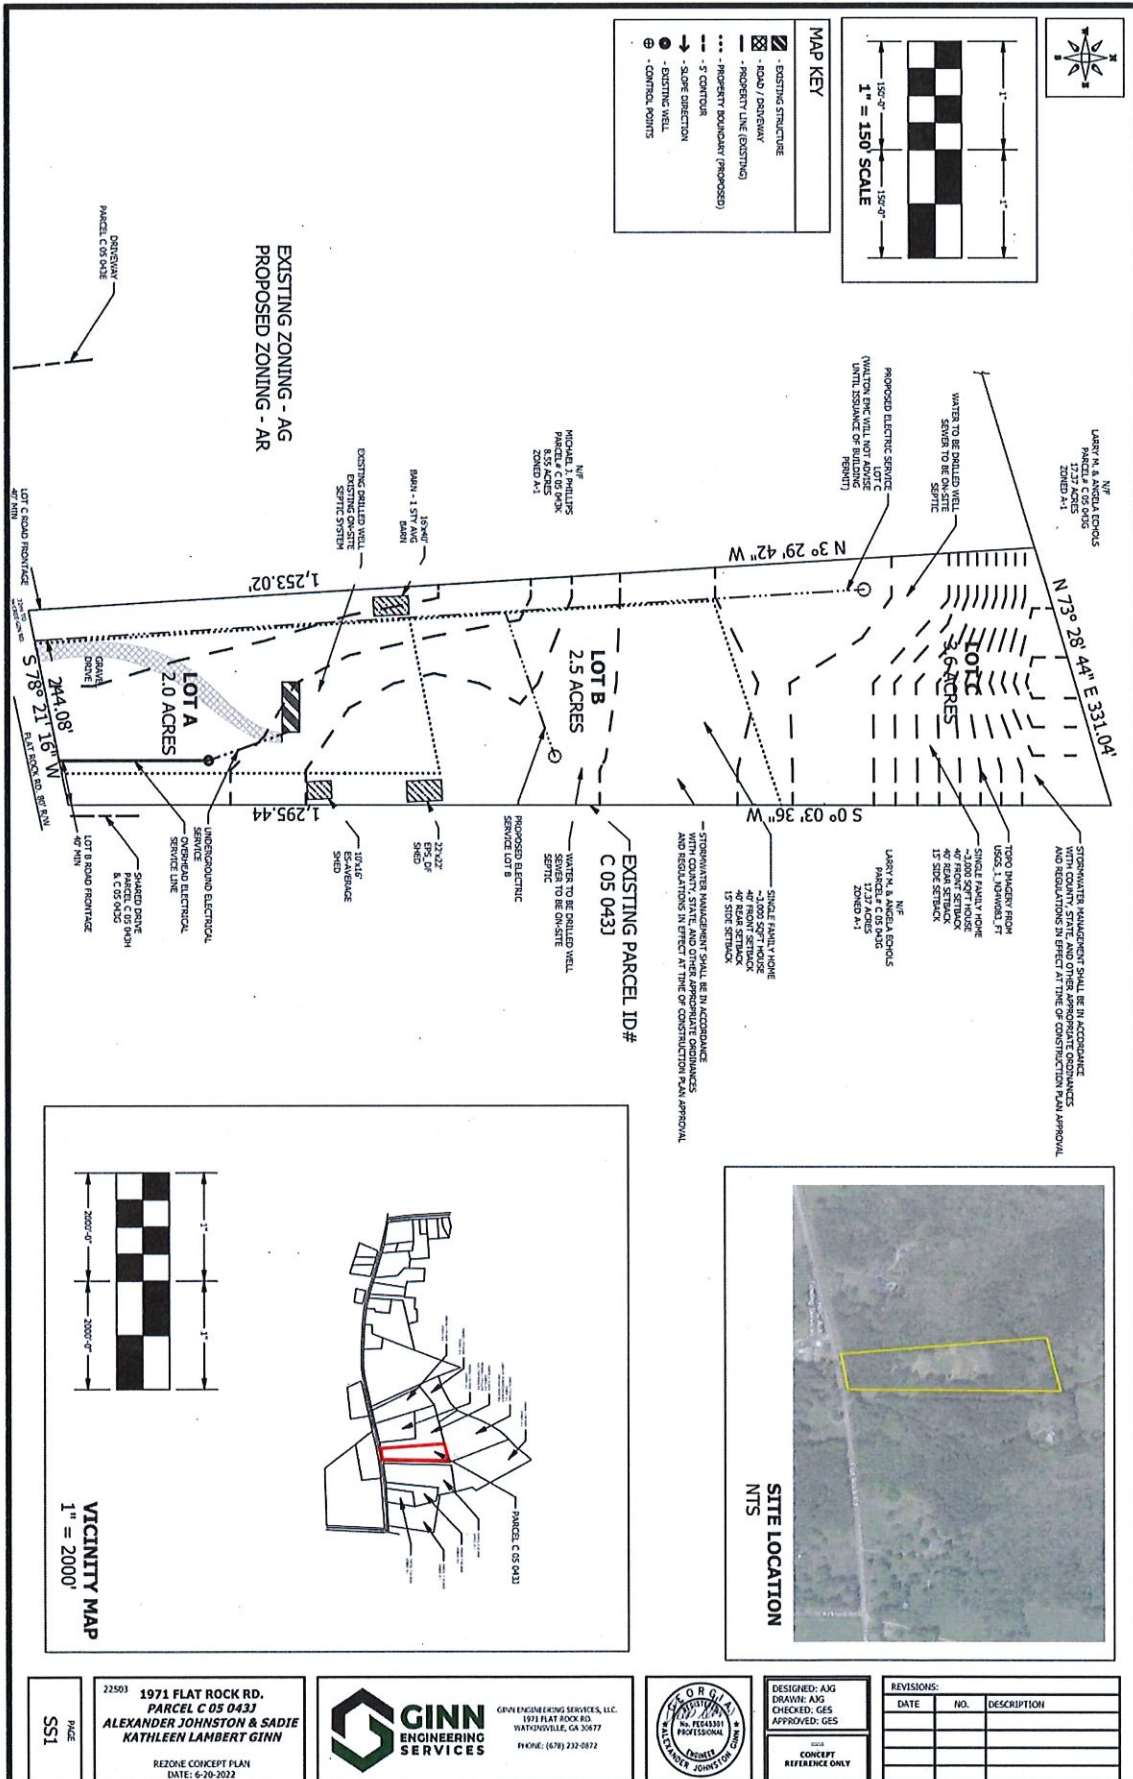 1"
1"
150'-0"
150'-0"
1" = 150' SCALE
MAP KEY
- EXISTING STRUCTURE
- ROAD / DRIVEWAY
- PROPERTY LINE (EXISTING)
- PROPERTY BOUNDARY (PROPOSED)
- 5' CONTOUR
- SLOPE DIRECTION
- EXISTING WELL
- CONTROL POINTS
N/F
LARRY M. & ANGELA ECHOLS
PARCEL# C 05 043G
17.37 ACRES
ZONED A-1
WATER TO BE DRILLED WELL
SEWER TO BE ON-SITE
SEPTIC
PROPOSED ELECTRIC SERVICE
LOT C
(WALTON EMC WILL NOT ADVISE
UNTIL ISSUANCE OF BUILDING
PERMIT)
N/F
MICHAEL J. PHILLIPS
PARCEL# C 05 043K
8.55 ACRES
ZONED A-1
16'x40'
BARN - 1 STY AVG
BARN
EXISTING DRILLED WELL
EXISTING ON-SITE
SEPTIC SYSTEM
EXISTING ZONING - AG
PROPOSED ZONING - AR
DRIVEWAY
PARCEL C 05 043E
LOT C ROAD FRONTAGE
40' MIN
N 73° 28' 44" E 331.04'
N 3° 29' 42" W
1,253.02'
LOT C
3.6 ACRES
LOT B
2.5 ACRES
LOT A
2.0 ACRES
GRAVEL
DRIVE
244.08'
S 78° 21' 16" W
FLAT ROCK RD. 80' R/W
S 0° 03' 36" W
1,295.44
STORMWATER MANAGEMENT SHALL BE IN ACCORDANCE
WITH COUNTY, STATE, AND OTHER APPROPRIATE ORDINANCES
AND REGULATIONS IN EFFECT AT TIME OF CONSTRUCTION PLAN APPROVAL
TOPO IMAGERY FROM
USGS_1_N34W083_FT
SINGLE FAMILY HOME
~3,000 SQFT HOUSE
40' FRONT SETBACK
40' REAR SETBACK
15' SIDE SETBACK
N/F
LARRY M. & ANGELA ECHOLS
PARCEL# C 05 043G
17.37 ACRES
ZONED A-1
SINGLE FAMILY HOME
~3,000 SQFT HOUSE
40' FRONT SETBACK
40' REAR SETBACK
15' SIDE SETBACK
STORMWATER MANAGEMENT SHALL BE IN ACCORDANCE
WITH COUNTY, STATE, AND OTHER APPROPRIATE ORDINANCES
AND REGULATIONS IN EFFECT AT TIME OF CONSTRUCTION PLAN APPROVAL
EXISTING PARCEL ID#
C 05 043J
WATER TO BE DRILLED WELL
SEWER TO BE ON-SITE
SEPTIC
PROPOSED ELECTRIC
SERVICE LOT B
22'x22'
EPS_DF
SHED
10'x16'
ES-AVERAGE
SHED
UNDERGROUND ELECTRICAL
SERVICE
OVERHEAD ELECTRICAL
SERVICE LINE
SHARED DRIVE
PARCEL C 05 043H
& C 05 043G
LOT B ROAD FRONTAGE
40' MIN
SITE LOCATION
NTS
PARCEL C 05 043J
1"
1"
2000'-0"
2000'-0"
VICINITY MAP
1" = 2000'
REVISIONS:
DATE NO. DESCRIPTION
DESIGNED: AJG
DRAWN: AJG
CHECKED: GES
APPROVED: GES
CONCEPT
REFERENCE ONLY
GEORGIA
REGISTERED
No. PE045301
PROFESSIONAL
ENGINEER
ALEXANDER JOHNSTON GINN
GINN
ENGINEERING
SERVICES
GINN ENGINEERING SERVICES, LLC.
1971 FLAT ROCK RD.
WATKINSVILLE, GA 30677
PHONE: (678) 232-0872
22503
1971 FLAT ROCK RD.
PARCEL C 05 043J
ALEXANDER JOHNSTON & SADIE
KATHLEEN LAMBERT GINN
REZONE CONCEPT PLAN
DATE: 6-20-2022
PAGE
SS1